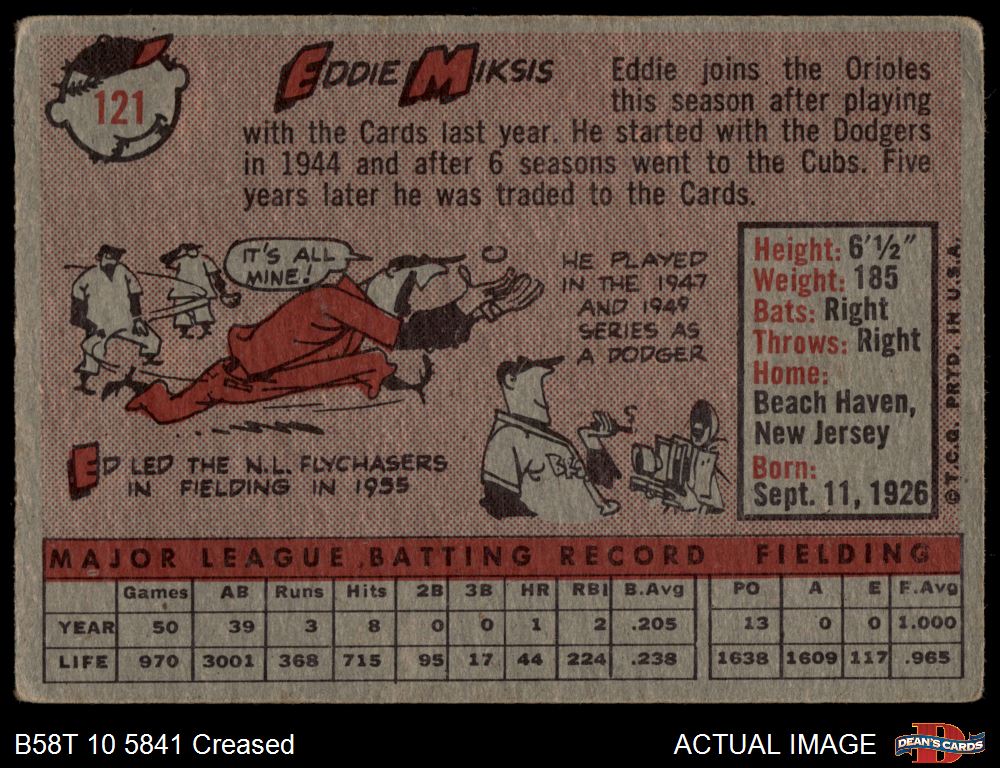 121
EDDIE MIKSIS
Eddie joins the Orioles
this season after playing
with the Cards last year. He started with the Dodgers
in 1944 and after 6 seasons went to the Cubs. Five
years later he was traded to the Cards.
IT'S ALL
MINE!
HE PLAYED
IN THE 1947
AND 1949
SERIES AS
A DODGER
ED LED THE N.L. FLYCHASERS
IN FIELDING IN 1955
Height: 6'½"
Weight: 185
Bats: Right
Throws: Right
Home:
Beach Haven,
New Jersey
Born:
Sept. 11, 1926
© T.C.G. PRTD. IN U.S.A.
MAJOR LEAGUE BATTING RECORD FIELDING
Games AB Runs Hits 2B 3B HR RBI B.Avg PO A E F.Avg
YEAR 50 39 3 8 0 0 1 2 .205 13 0 0 1.000
LIFE 970 3001 368 715 95 17 44 224 .238 1638 1609 117 .965
B58T 10 5841 Creased
ACTUAL IMAGE
DEAN'S CARDS